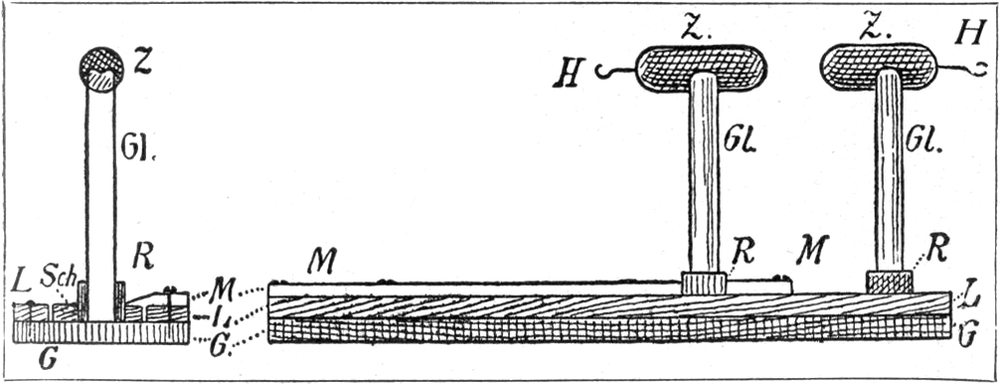 Z. Z. H
Z H
Gl. Gl. Gl.
R R M R
L Sch M
M L
L G
G G.